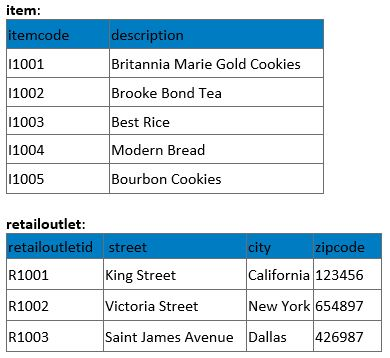 item:
itemcode description
I1001 Britannia Marie Gold Cookies
I1002 Brooke Bond Tea
I1003 Best Rice
I1004 Modern Bread
I1005 Bourbon Cookies
retailoutlet:
retailoutletid street city zipcode
R1001 King Street California 123456
R1002 Victoria Street New York 654897
R1003 Saint James Avenue Dallas 426987